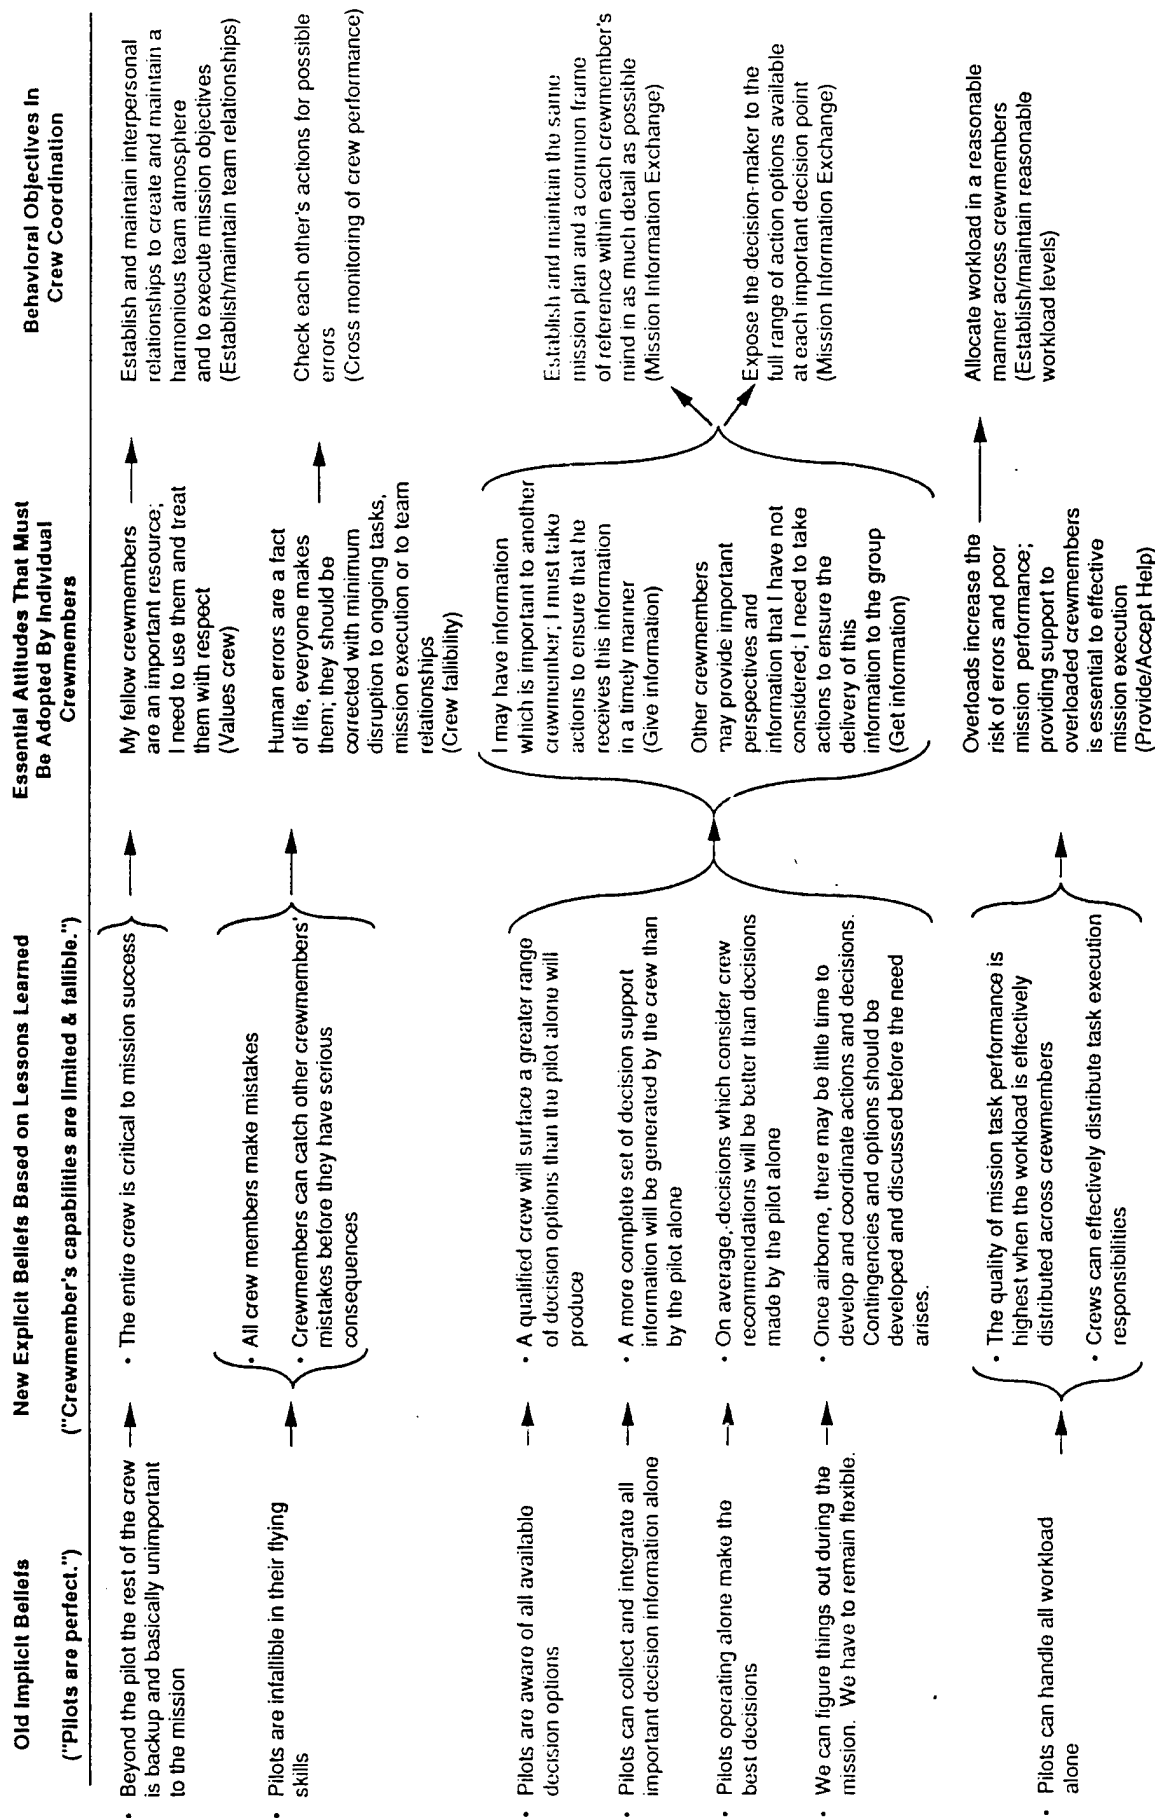 Old Implicit Beliefs
("Pilots are perfect.")
New Explicit Beliefs Based on Lessons Learned
("Crewmember's capabilities are limited & fallible.")
Essential Attitudes That Must
Be Adopted By Individual
Crewmembers
Behavioral Objectives In
Crew Coordination
• Beyond the pilot the rest of the crew
is backup and basically unimportant
to the mission
• The entire crew is critical to mission success
My fellow crewmembers
are an important resource;
I need to use them and treat
them with respect
(Values crew)
Establish and maintain interpersonal
relationships to create and maintain a
harmonious team atmosphere
and to execute mission objectives
(Establish/maintain team relationships)
• Pilots are infallible in their flying
skills
• All crew members make mistakes
• Crewmembers can catch other crewmembers'
mistakes before they have serious
consequences
Human errors are a fact
of life, everyone makes
them; they should be
corrected with minimum
disruption to ongoing tasks,
mission execution or to team
relationships
(Crew fallibility)
Check each other's actions for possible
errors
(Cross monitoring of crew performance)
• Pilots are aware of all available
decision options
• Pilots can collect and integrate all
important decision information alone
• Pilots operating alone make the
best decisions
• We can figure things out during the
mission. We have to remain flexible.
• A qualified crew will surface a greater range
of decision options than the pilot alone will
produce
• A more complete set of decision support
information will be generated by the crew than
by the pilot alone
• On average, decisions which consider crew
recommendations will be better than decisions
made by the pilot alone
• Once airborne, there may be little time to
develop and coordinate actions and decisions.
Contingencies and options should be
developed and discussed before the need
arises.
I may have information
which is important to another
crewmember; I must take
actions to ensure that he
receives this information
in a timely manner
(Give information)
Other crewmembers
may provide important
perspectives and
information that I have not
considered; I need to take
actions to ensure the
delivery of this
information to the group
(Get information)
Establish and maintain the same
mission plan and a common frame
of reference within each crewmember's
mind in as much detail as possible
(Mission Information Exchange)
Expose the decision-maker to the
full range of action options available
at each important decision point
(Mission Information Exchange)
• Pilots can handle all workload
alone
• The quality of mission task performance is
highest when the workload is effectively
distributed across crewmembers
• Crews can effectively distribute task execution
responsibilities
Overloads increase the
risk of errors and poor
mission performance;
providing support to
overloaded crewmembers
is essential to effective
mission execution
(Provide/Accept Help)
Allocate workload in a reasonable
manner across crewmembers
(Establish/maintain reasonable
workload levels)